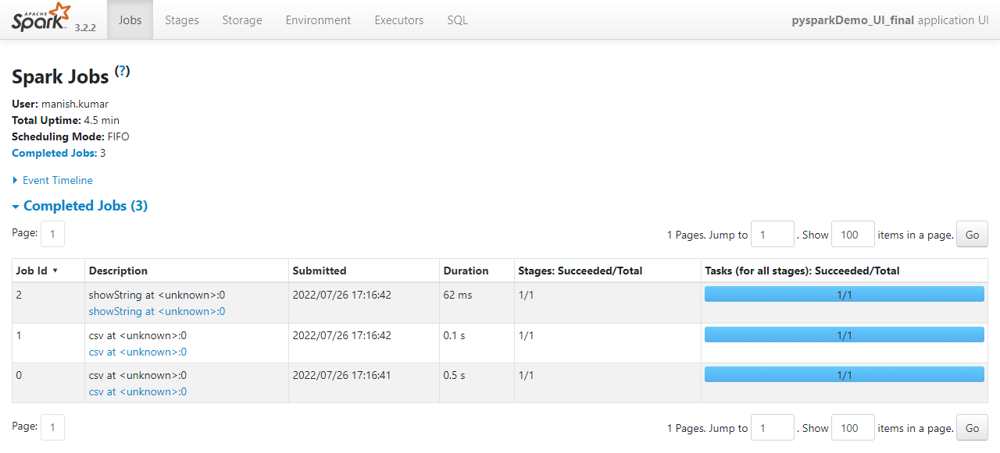 APACHE Spark 3.2.2 Jobs Stages Storage Environment Executors SQL pysparkDemo_UI_final application UI
Spark Jobs (?)
User: manish.kumar
Total Uptime: 4.5 min
Scheduling Mode: FIFO
Completed Jobs: 3
Event Timeline
Completed Jobs (3)
Page: 1 1 Pages. Jump to 1 . Show 100 items in a page. Go
Job Id ▾ Description Submitted Duration Stages: Succeeded/Total Tasks (for all stages): Succeeded/Total
2 showString at <unknown>:0 2022/07/26 17:16:42 62 ms 1/1 1/1
showString at <unknown>:0
1 csv at <unknown>:0 2022/07/26 17:16:42 0.1 s 1/1 1/1
csv at <unknown>:0
0 csv at <unknown>:0 2022/07/26 17:16:41 0.5 s 1/1 1/1
csv at <unknown>:0
Page: 1 1 Pages. Jump to 1 . Show 100 items in a page. Go